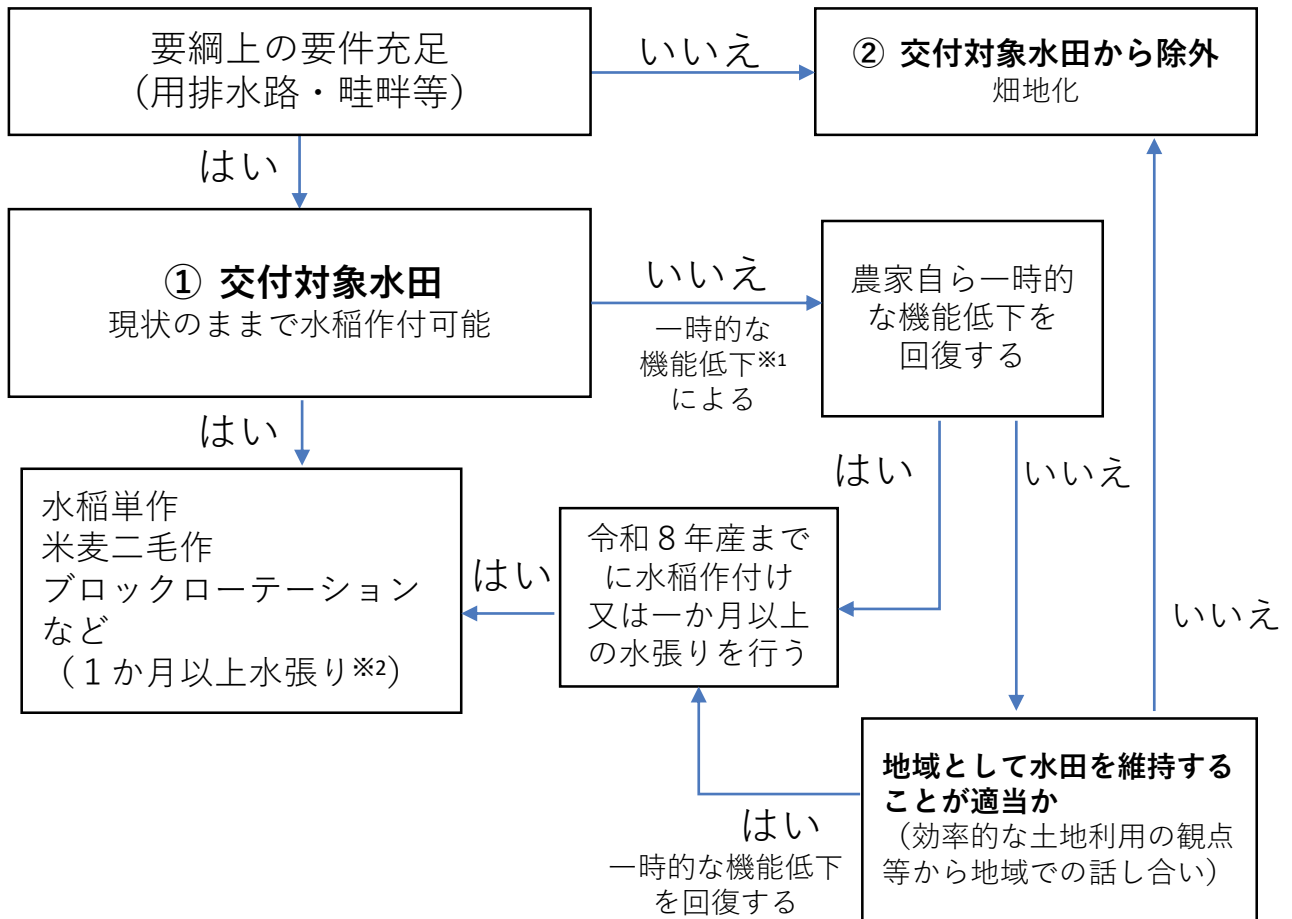 要綱上の要件充足
（用排水路・畦畔等）
いいえ
② 交付対象水田から除外
畑地化
はい
① 交付対象水田
現状のままで水稲作付可能
いいえ
一時的な
機能低下※1
による
農家自ら一時的
な機能低下を
回復する
はい
はい
いいえ
水稲単作
米麦二毛作
ブロックローテーション
など
（１か月以上水張り※2）
はい
令和８年産まで
に水稲作付け
又は一か月以上
の水張りを行う
いいえ
地域として水田を維持する
ことが適当か
（効率的な土地利用の観点
等から地域での話し合い）
はい
一時的な機能低下
を回復する